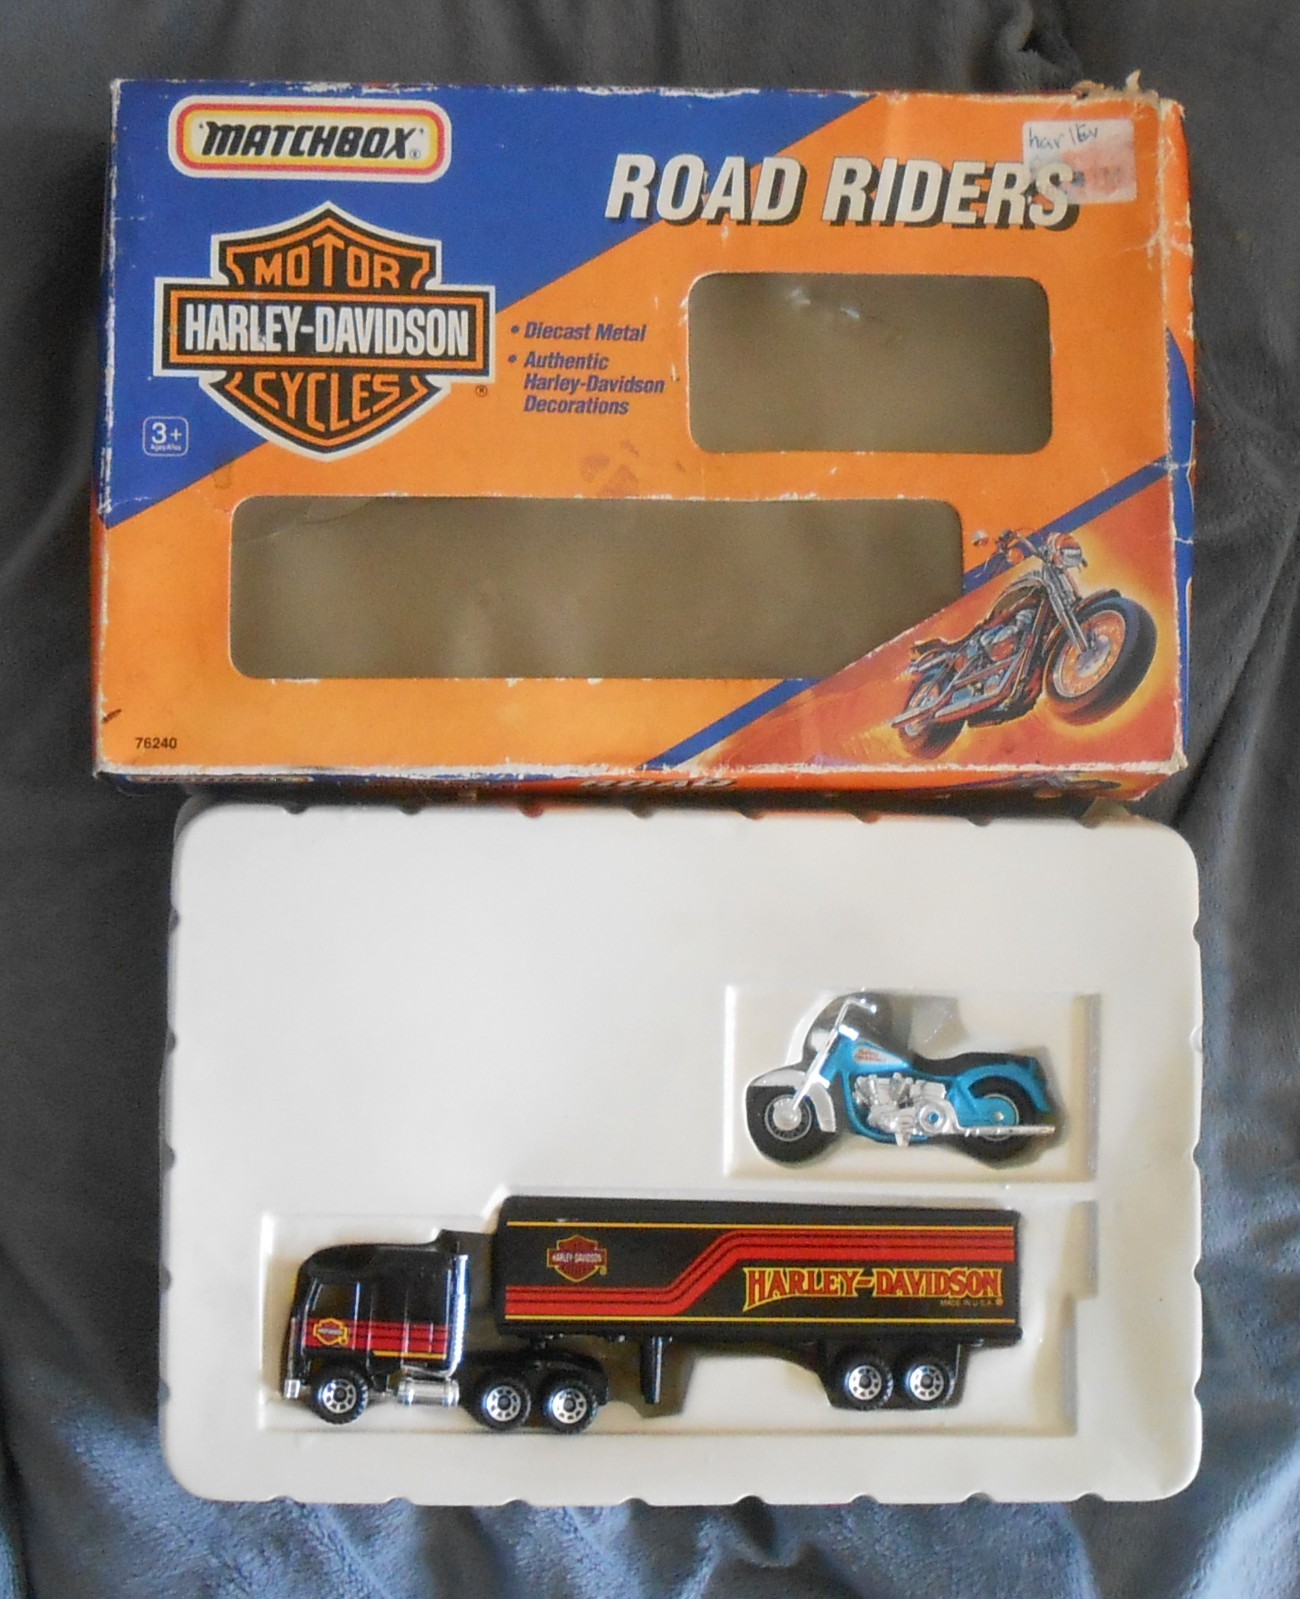 MATCHBOX®
ROAD RIDERS
MOTOR
HARLEY-DAVIDSON
CYCLES
®
• Diecast Metal
• Authentic
Harley-Davidson
Decorations
3+
76240
ROAD
HARLEY-DAVIDSON
HARLEY-DAVIDSON
MADE IN U.S.A. ®